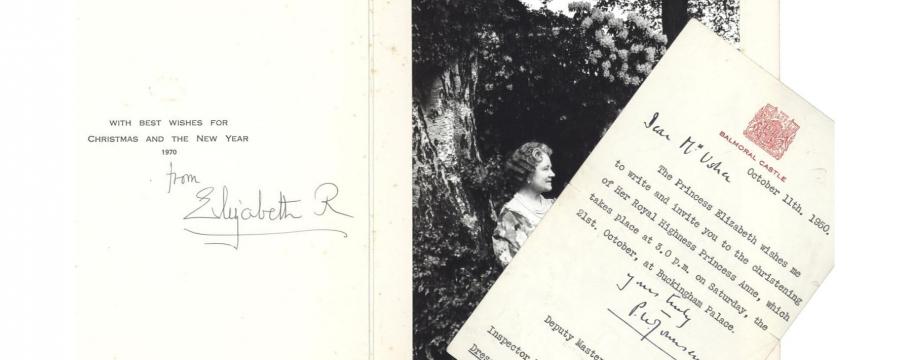 WITH BEST WISHES FOR
CHRISTMAS AND THE NEW YEAR
1970
from
Elizabeth R
BALMORAL CASTLE
October 11th. 1950.
Dear Mr Usher
The Princess Elizabeth wishes me
to write and invite you to the christening
of Her Royal Highness Princess Anne, which
takes place at 3.0 p.m. on Saturday, the
21st. October, at Buckingham Palace.
Yours truly
Deputy Master
Inspector